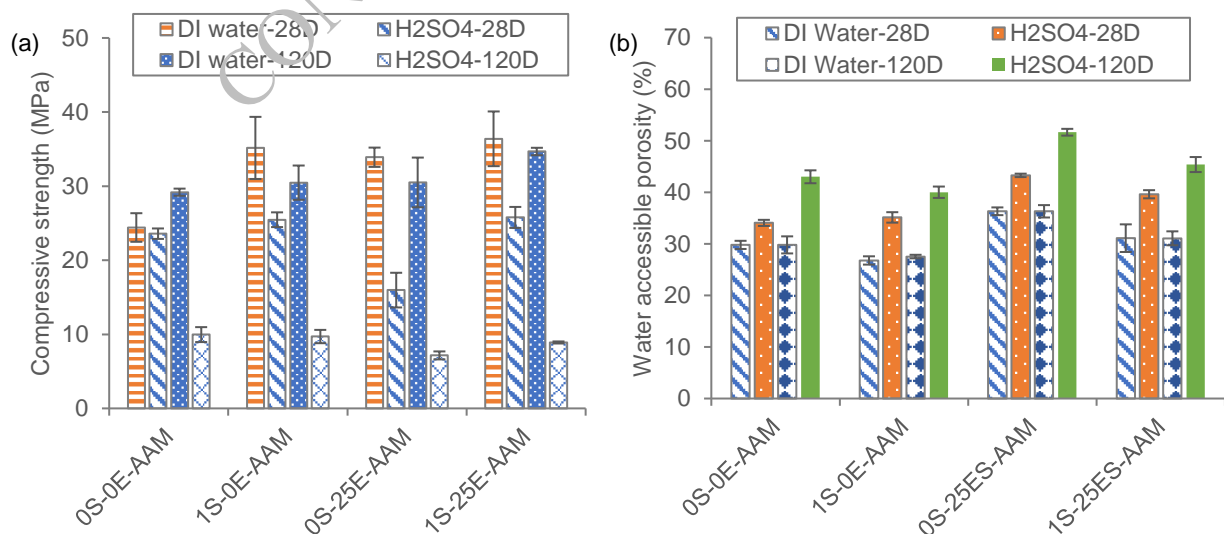 (a)
Compressive strength (MPa)
50
40
30
20
10
0
DI water-28D
H2SO4-28D
DI water-120D
H2SO4-120D
0S-0E-AAM
1S-0E-AAM
0S-25E-AAM
1S-25E-AAM
CON
(b)
Water accessible porosity (%)
70
60
50
40
30
20
10
0
DI Water-28D
H2SO4-28D
DI Water-120D
H2SO4-120D
0S-0E-AAM
1S-0E-AAM
0S-25ES-AAM
1S-25ES-AAM